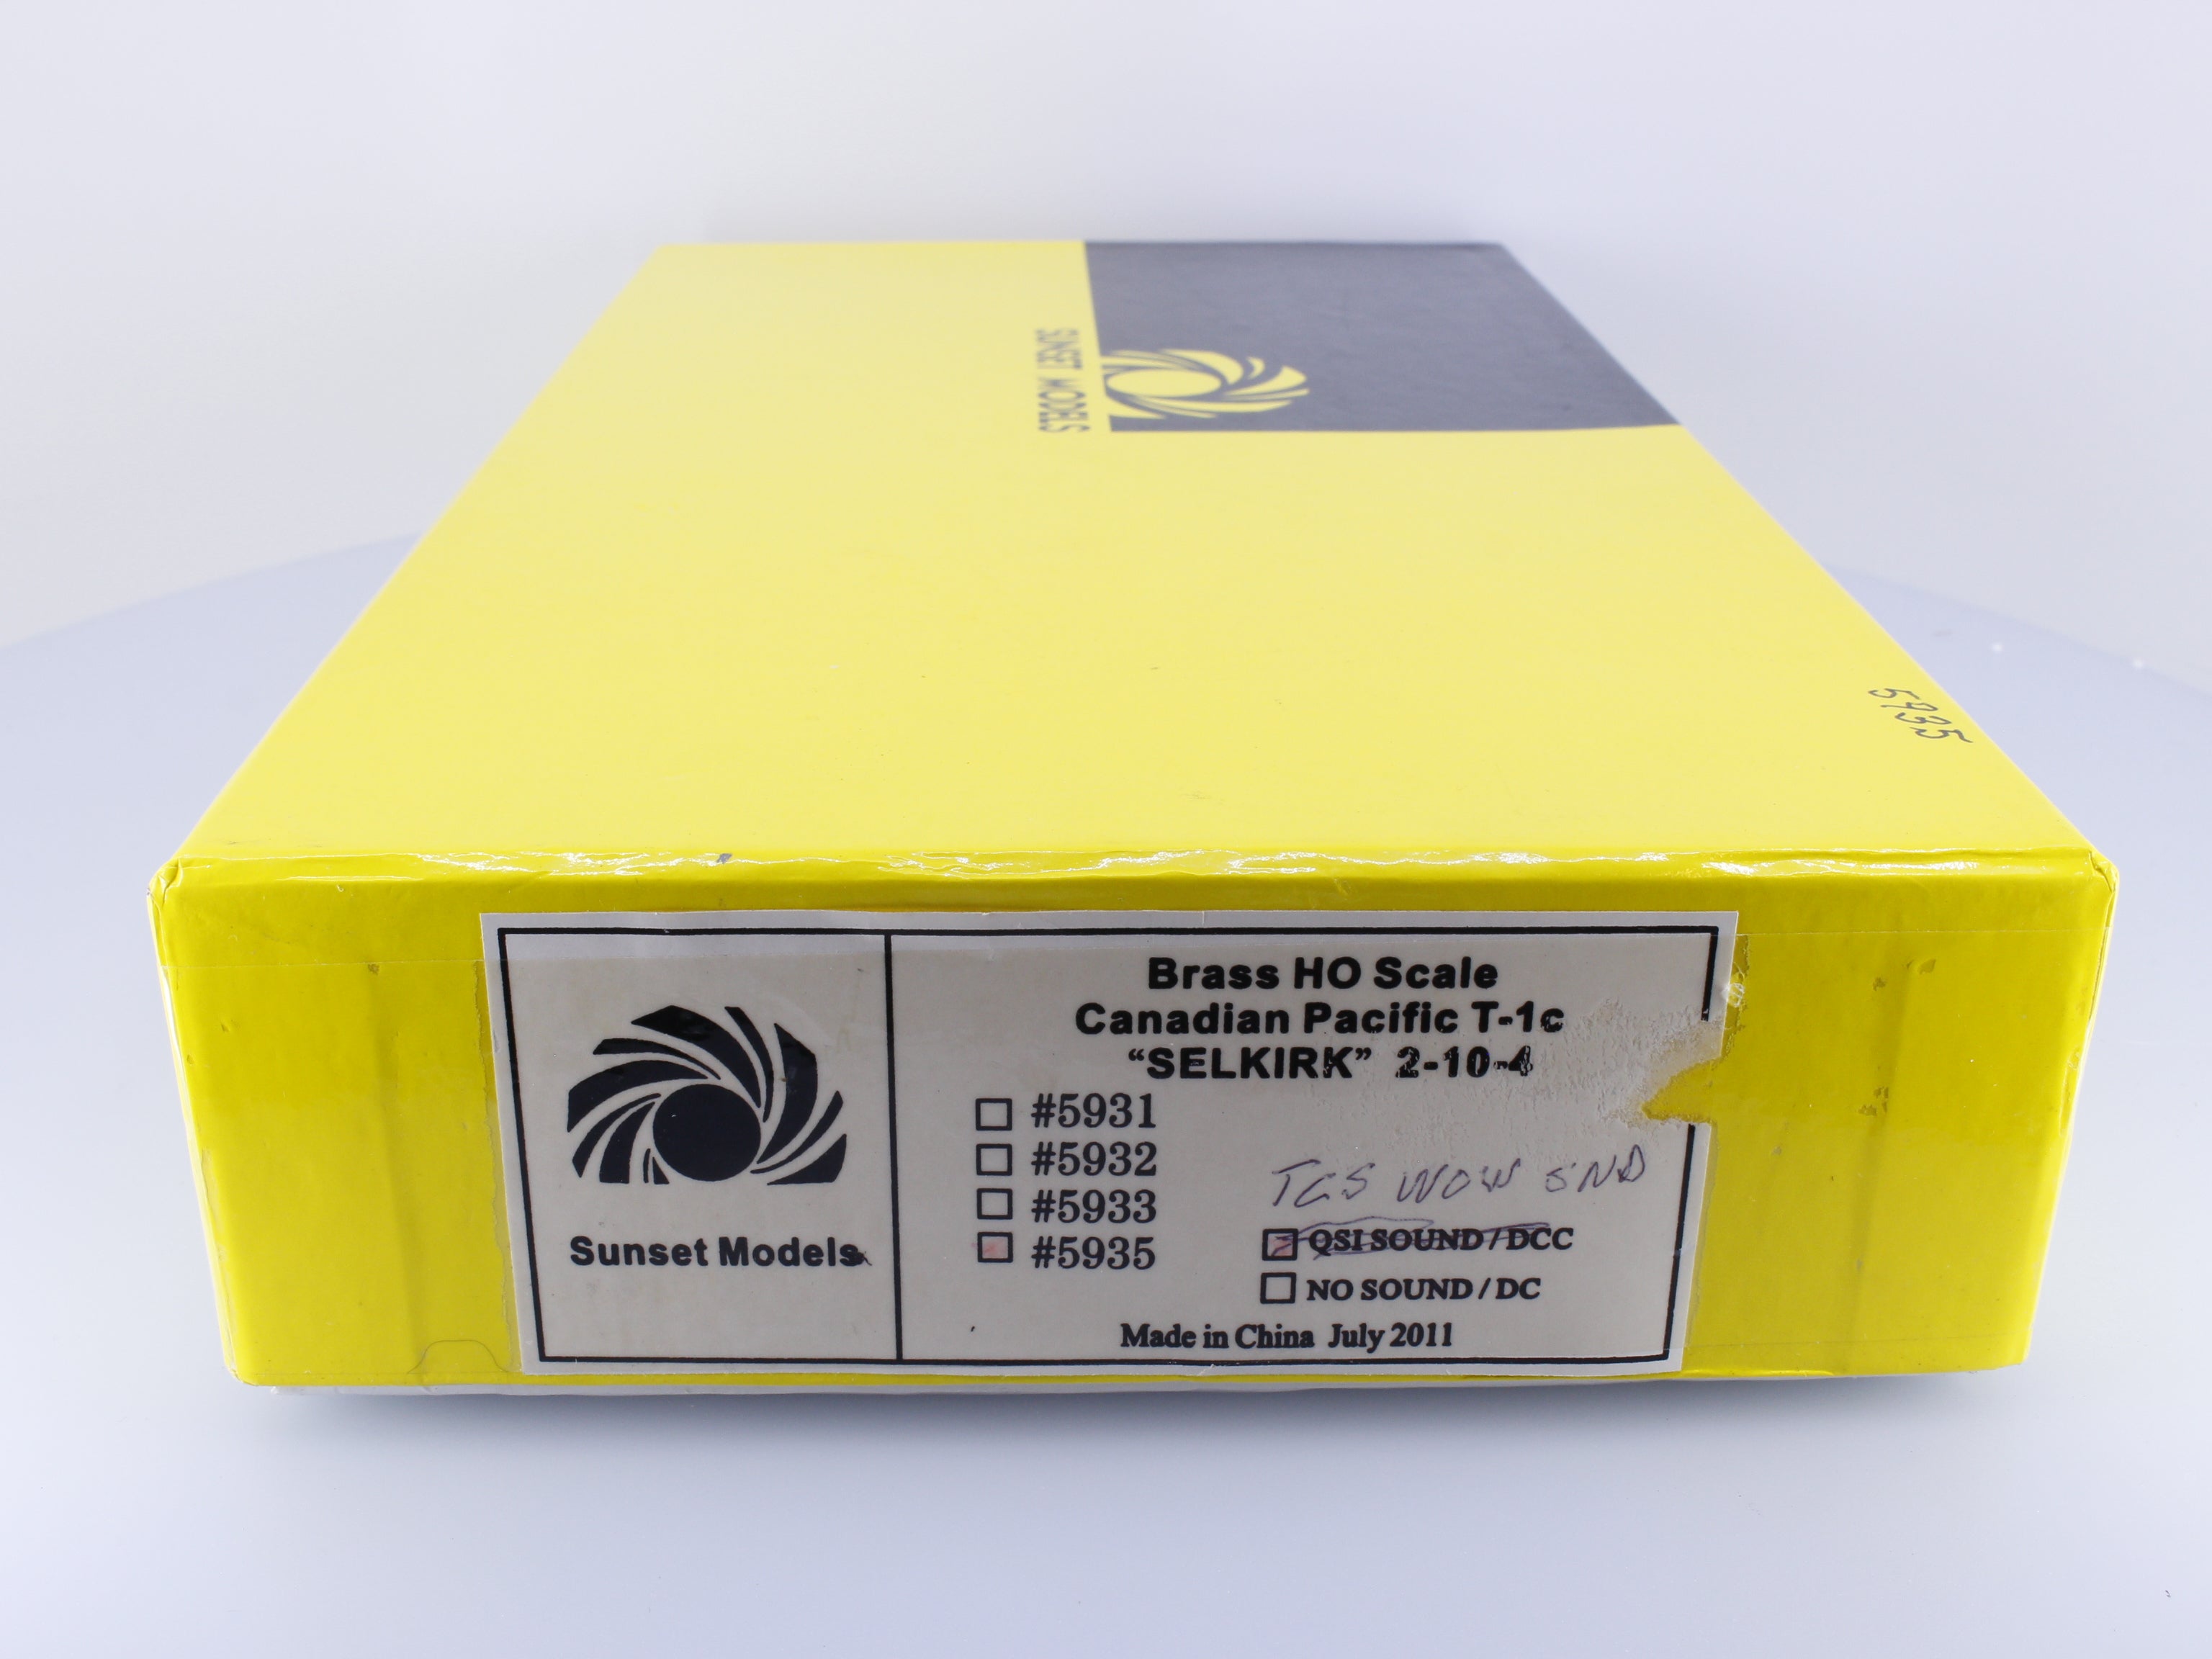 SUNSET MODELS
5935
Brass HO Scale
Canadian Pacific T-1c
“SELKIRK” 2-10-4
#5931
#5932
#5933
#5935
TCS WOW SND
QSI SOUND / DCC
NO SOUND / DC
Made in China July 2011
Sunset Models